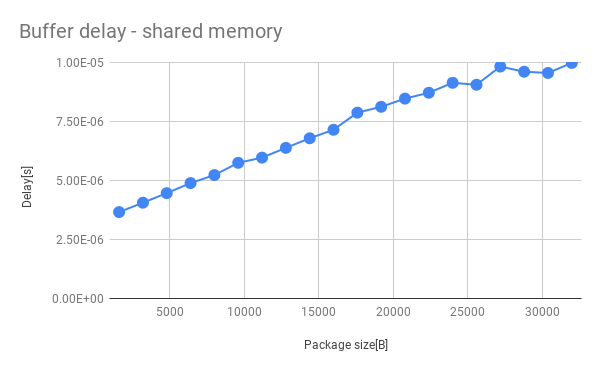 Buffer delay - shared memory
1.00E-05
7.50E-06
5.00E-06
2.50E-06
0.00E+00
Delay[s]
5000 10000 15000 20000 25000 30000
Package size[B]